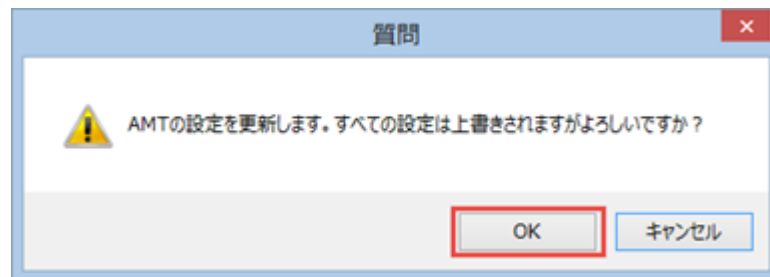 質問
AMTの設定を更新します。すべての設定は上書きされますがよろしいですか？
OK
キャンセル